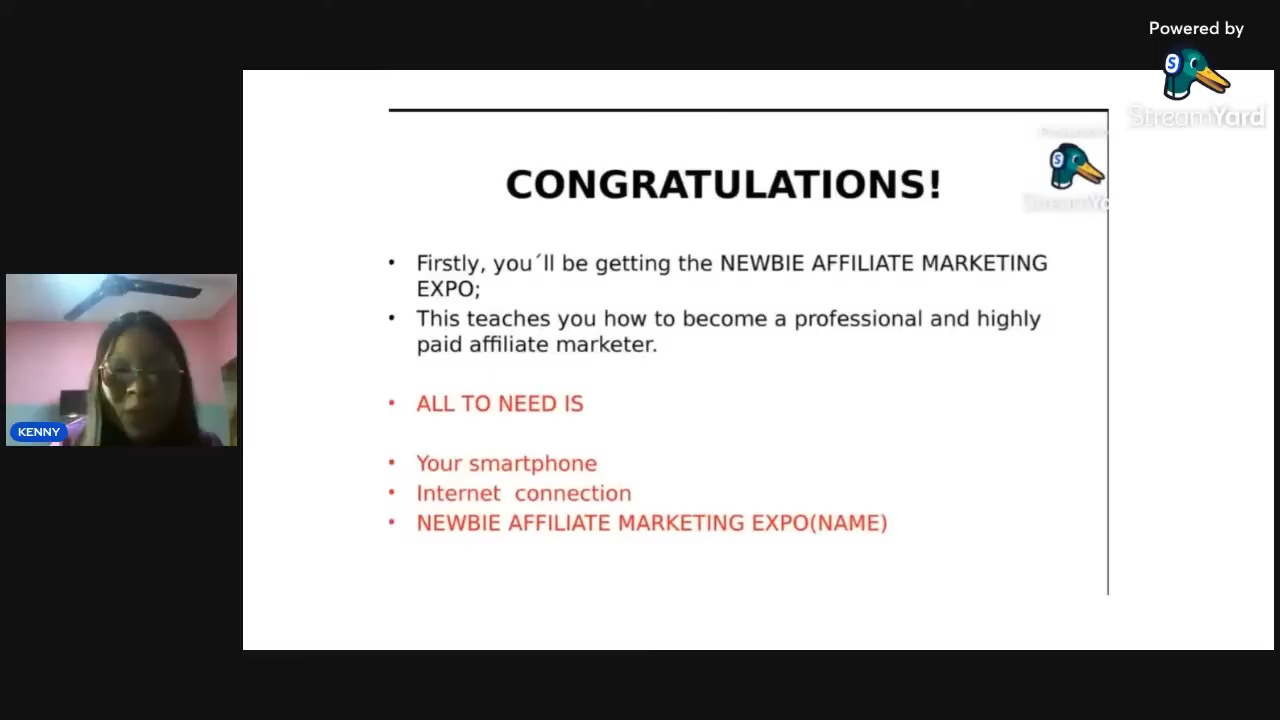 Powered by
StreamYard
CONGRATULATIONS!
• Firstly, you´ll be getting the NEWBIE AFFILIATE MARKETING
EXPO;
• This teaches you how to become a professional and highly
paid affiliate marketer.
• ALL TO NEED IS
• Your smartphone
• Internet  connection
• NEWBIE AFFILIATE MARKETING EXPO(NAME)
KENNY